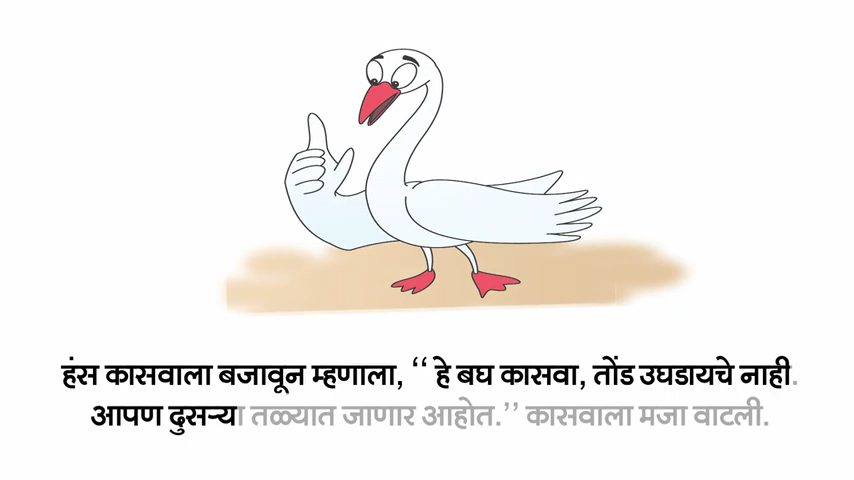 हंस कासवाला बजावून म्हणाला, ‘‘ हे बघ कासवा, तोंड उघडायचे नाही.
आपण दुसऱ्या तळ्यात जाणार आहोत.’’ कासवाला मजा वाटली.